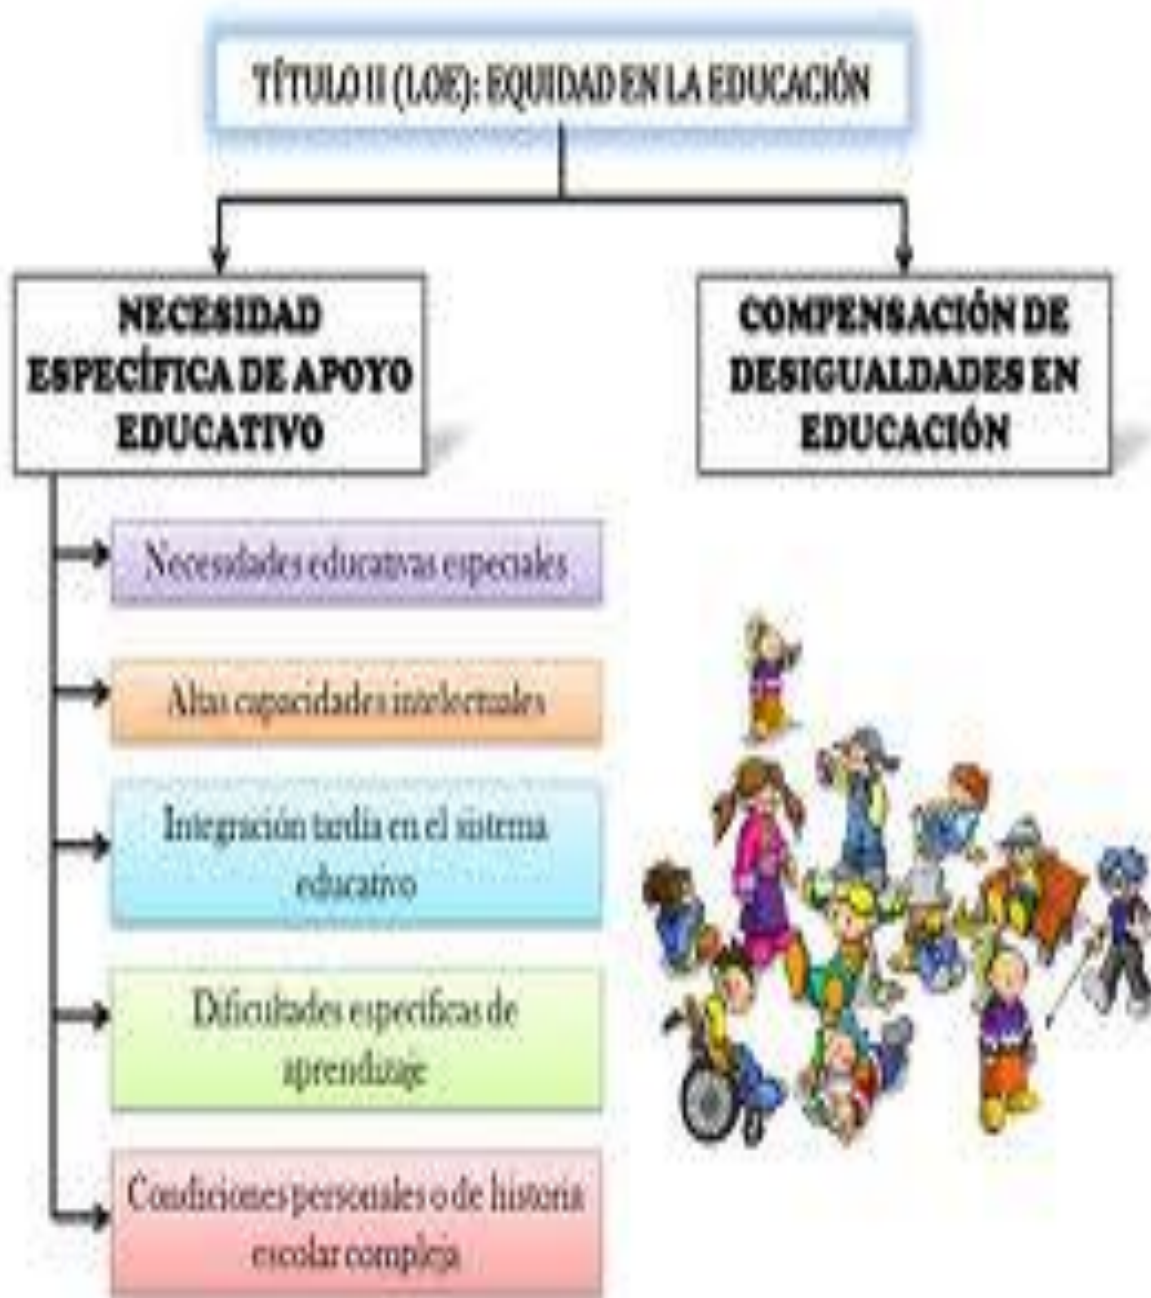 TÍTULO II (LOE): EQUIDAD EN LA EDUCACIÓN
NECESIDAD
ESPECÍFICA DE APOYO
EDUCATIVO
COMPENSACIÓN DE
DESIGUALDADES EN
EDUCACIÓN
Necesidades educativas especiales
Altas capacidades intelectuales
Integración tardía en el sistema
educativo
Dificultades específicas de
aprendizaje
Condiciones personales o de historia
escolar compleja